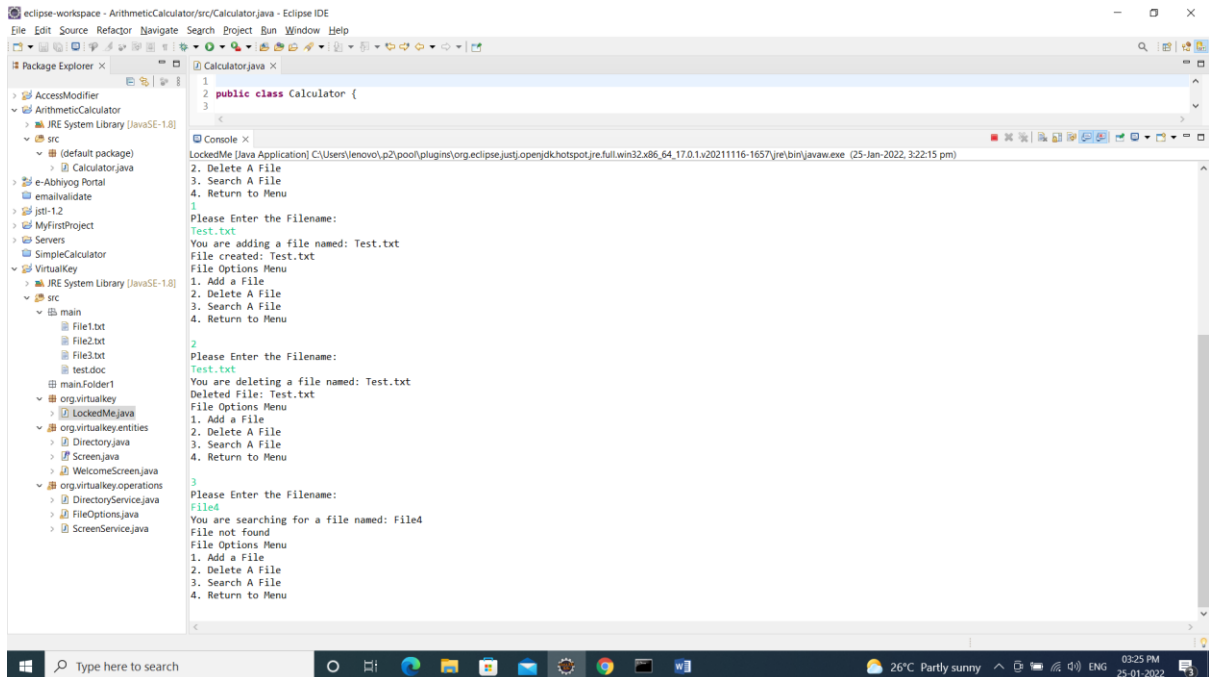 eclipse-workspace - ArithmeticCalculator/src/Calculator.java - Eclipse IDE
File Edit Source Refactor Navigate Search Project Run Window Help
Package Explorer
AccessModifier
ArithmeticCalculator
JRE System Library [JavaSE-1.8]
src
(default package)
Calculator.java
e-Abhiyog Portal
emailvalidate
jstl-1.2
MyFirstProject
Servers
SimpleCalculator
VirtualKey
JRE System Library [JavaSE-1.8]
src
main
File1.txt
File2.txt
File3.txt
test.doc
main.Folder1
org.virtualkey
LockedMe.java
org.virtualkey.entities
Directory.java
Screen.java
WelcomeScreen.java
org.virtualkey.operations
DirectoryService.java
FileOptions.java
ScreenService.java
Calculator.java
1
2 public class Calculator {
3
Console
LockedMe [Java Application] C:\Users\lenovo\.p2\pool\plugins\org.eclipse.justj.openjdk.hotspot.jre.full.win32.x86_64_17.0.1.v20211116-1657\jre\bin\javaw.exe (25-Jan-2022, 3:22:15 pm)
2. Delete A File
3. Search A File
4. Return to Menu
1
Please Enter the Filename:
Test.txt
You are adding a file named: Test.txt
File created: Test.txt
File Options Menu
1. Add a File
2. Delete A File
3. Search A File
4. Return to Menu
2
Please Enter the Filename:
Test.txt
You are deleting a file named: Test.txt
Deleted File: Test.txt
File Options Menu
1. Add a File
2. Delete A File
3. Search A File
4. Return to Menu
3
Please Enter the Filename:
File4
You are searching for a file named: File4
File not found
File Options Menu
1. Add a File
2. Delete A File
3. Search A File
4. Return to Menu
Type here to search
26°C Partly sunny
ENG
03:25 PM
25-01-2022
3